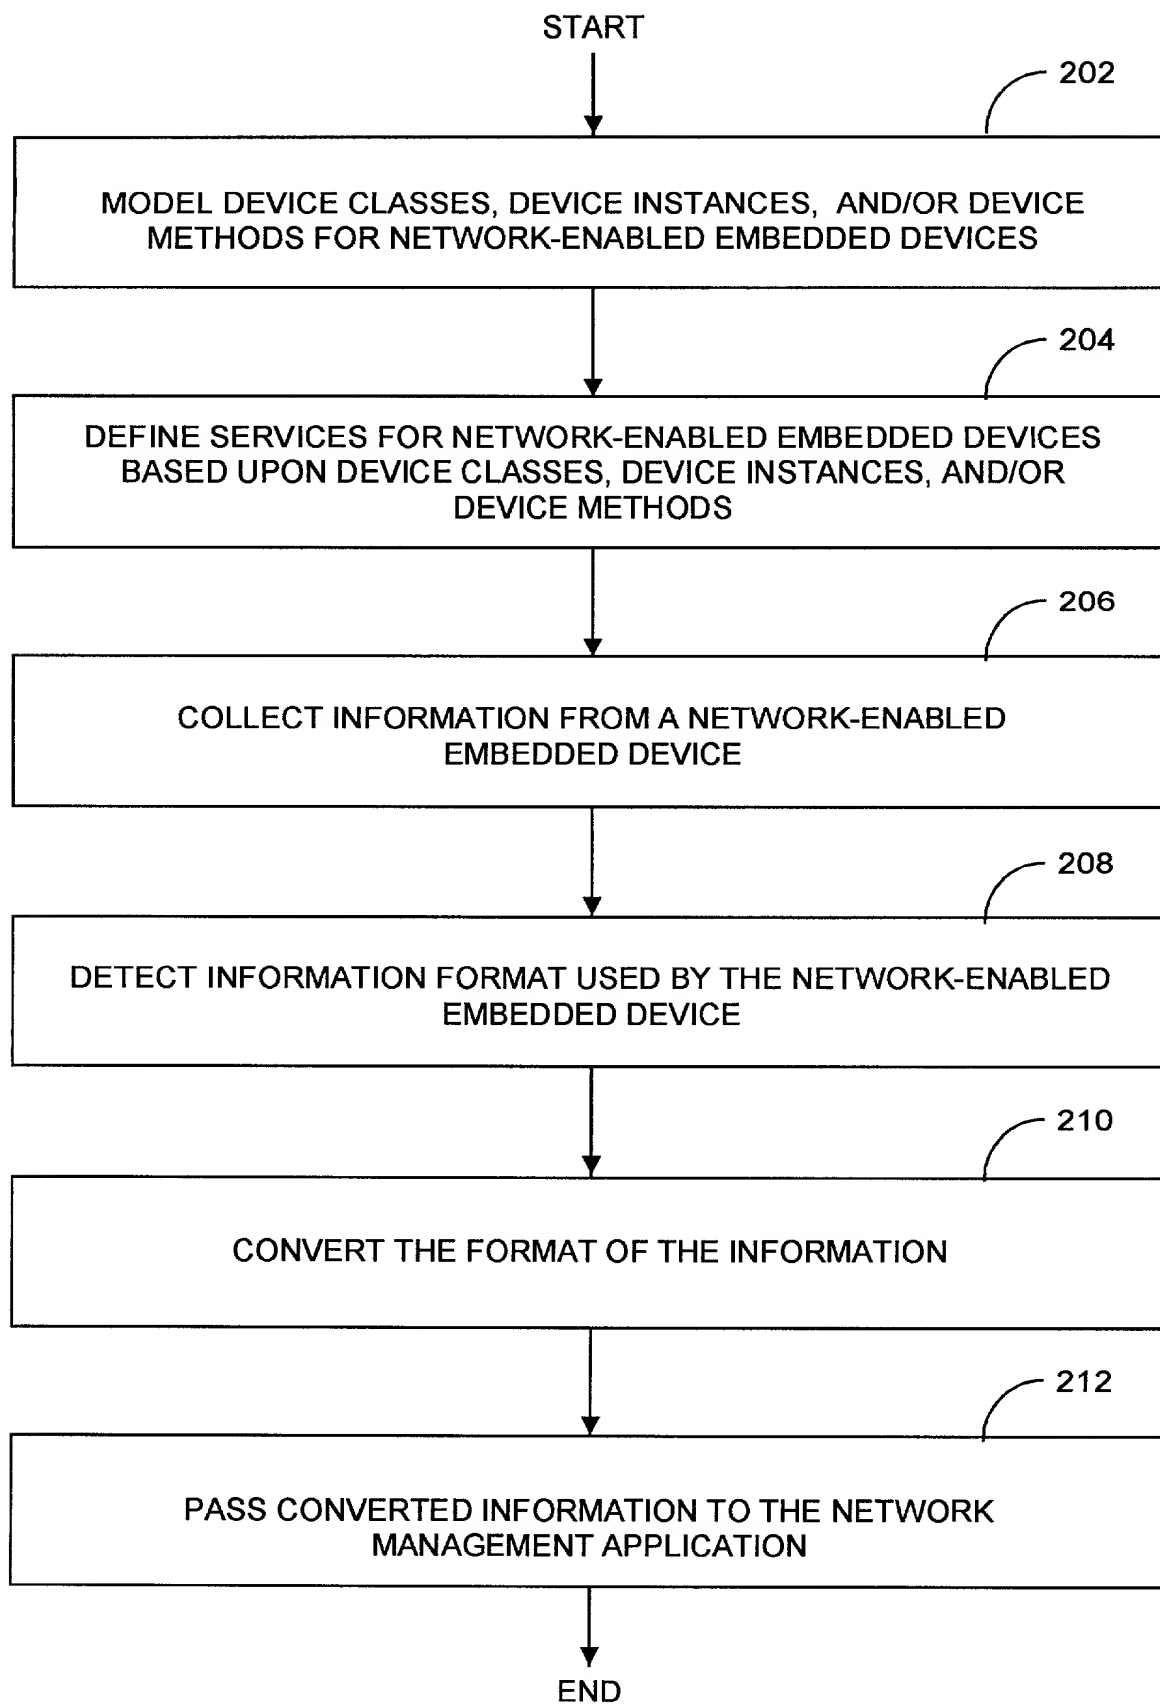 START
202
MODEL DEVICE CLASSES, DEVICE INSTANCES, AND/OR DEVICE
METHODS FOR NETWORK-ENABLED EMBEDDED DEVICES
204
DEFINE SERVICES FOR NETWORK-ENABLED EMBEDDED DEVICES
BASED UPON DEVICE CLASSES, DEVICE INSTANCES, AND/OR
DEVICE METHODS
206
COLLECT INFORMATION FROM A NETWORK-ENABLED
EMBEDDED DEVICE
208
DETECT INFORMATION FORMAT USED BY THE NETWORK-ENABLED
EMBEDDED DEVICE
210
CONVERT THE FORMAT OF THE INFORMATION
212
PASS CONVERTED INFORMATION TO THE NETWORK
MANAGEMENT APPLICATION
END